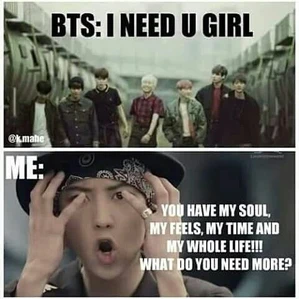 BTS: I NEED U GIRL
@k.mahe
ME:
YOU HAVE MY SOUL,
MY FEELS, MY TIME AND
MY WHOLE LIFE!!!
WHAT DO YOU NEED MORE?